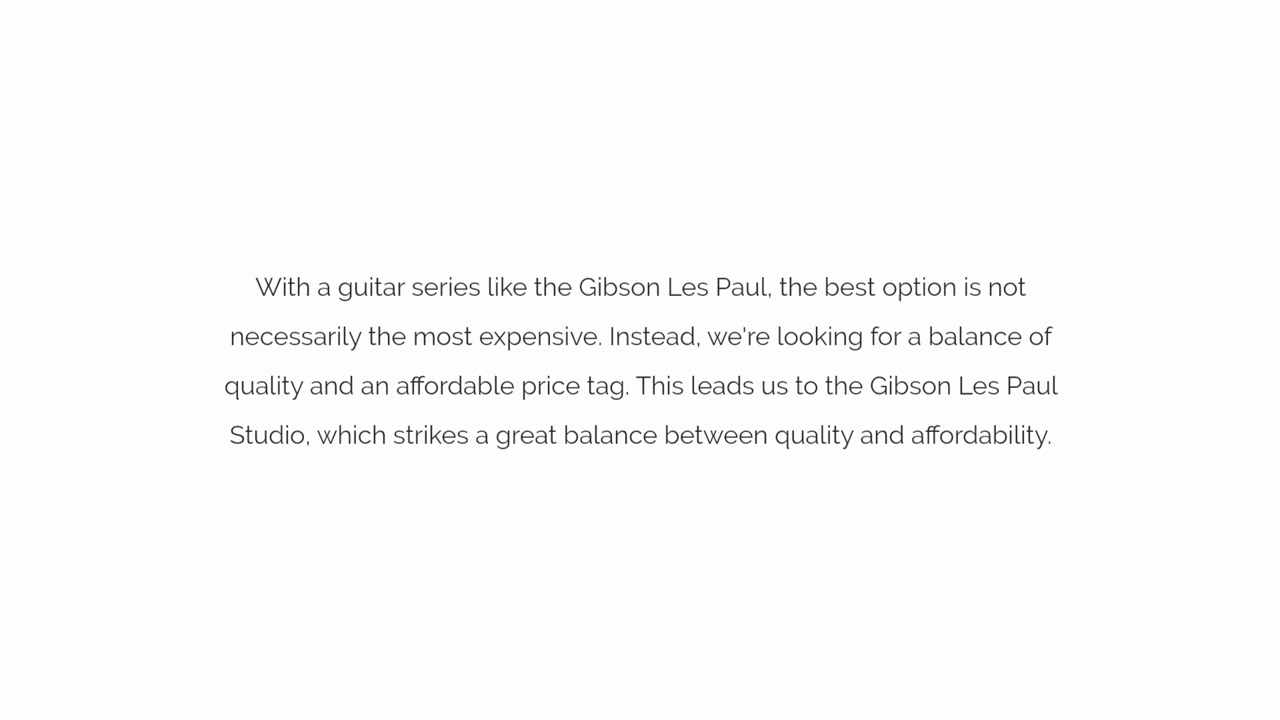 With a guitar series like the Gibson Les Paul, the best option is not
necessarily the most expensive. Instead, we're looking for a balance of
quality and an affordable price tag. This leads us to the Gibson Les Paul
Studio, which strikes a great balance between quality and affordability.